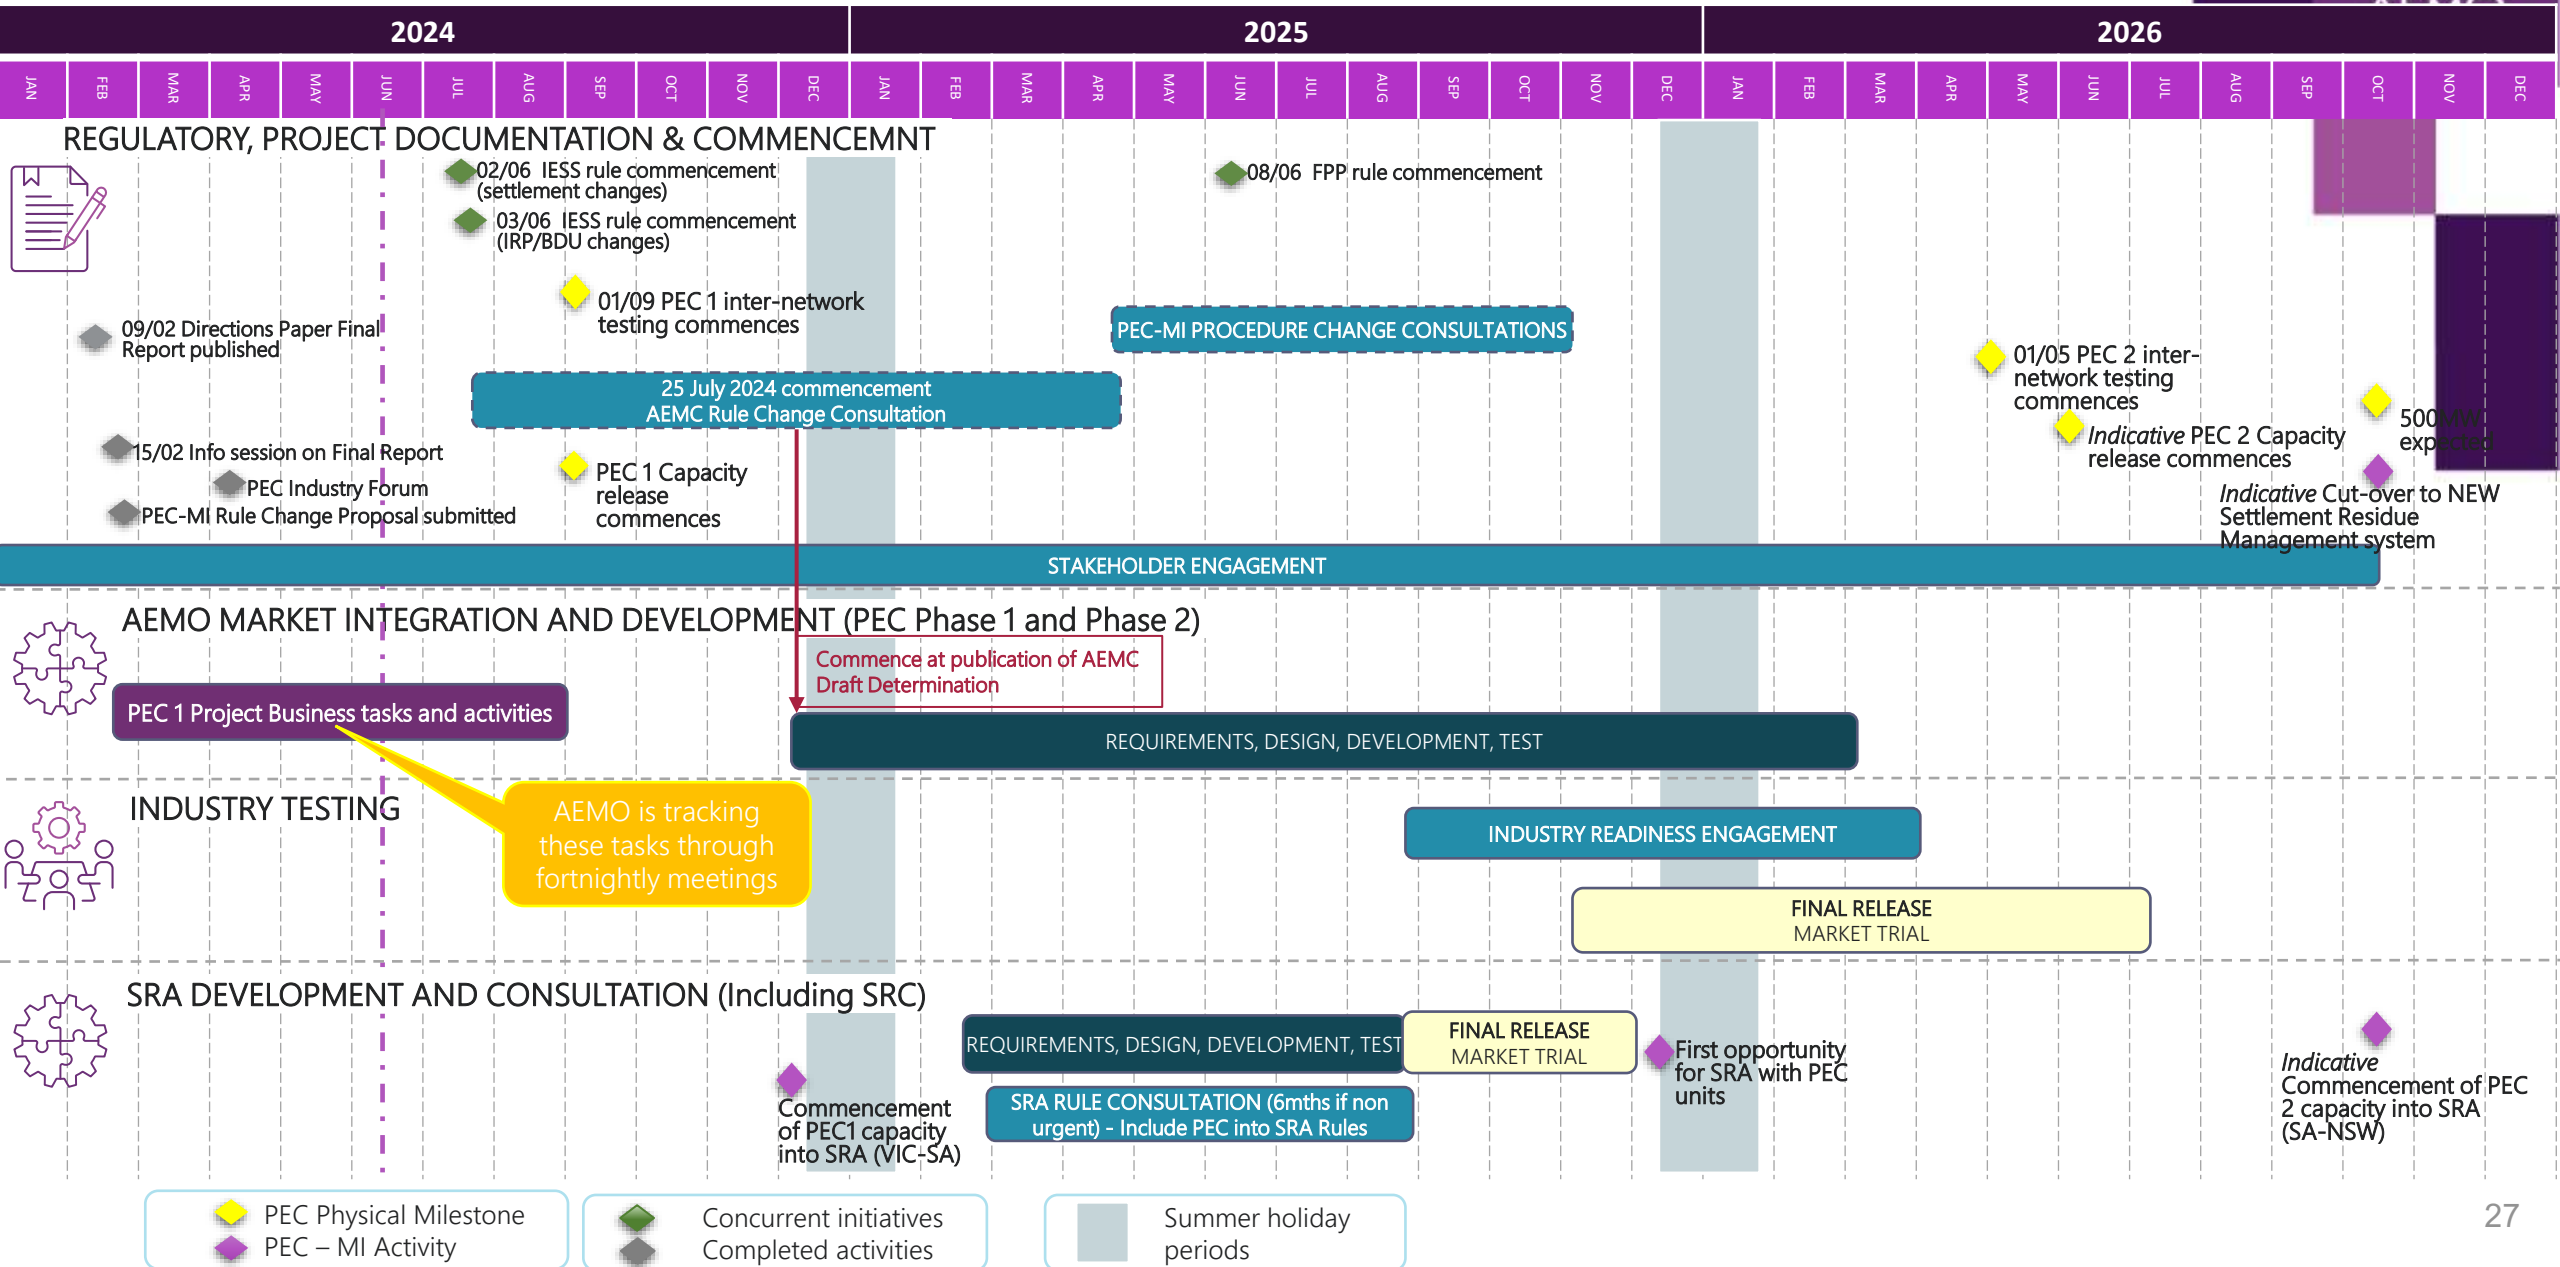 2024
2025
2026
JAN FEB MAR APR MAY JUN JUL AUG SEP OCT NOV DEC JAN FEB MAR APR MAY JUN JUL AUG SEP OCT NOV DEC JAN FEB MAR APR MAY JUN JUL AUG SEP OCT NOV DEC
REGULATORY, PROJECT DOCUMENTATION & COMMENCEMNT
02/06 IESS rule commencement
(settlement changes)
03/06 IESS rule commencement
(IRP/BDU changes)
08/06 FPP rule commencement
01/09 PEC 1 inter-network
testing commences
09/02 Directions Paper Final
Report published
PEC-MI PROCEDURE CHANGE CONSULTATIONS
01/05 PEC 2 inter-
network testing
commences
25 July 2024 commencement
AEMC Rule Change Consultation
500MW
expected
Indicative PEC 2 Capacity
release commences
15/02 Info session on Final Report
PEC Industry Forum
PEC-MI Rule Change Proposal submitted
PEC 1 Capacity
release
commences
Indicative Cut-over to NEW
Settlement Residue
Management system
STAKEHOLDER ENGAGEMENT
AEMO MARKET INTEGRATION AND DEVELOPMENT (PEC Phase 1 and Phase 2)
Commence at publication of AEMC
Draft Determination
PEC 1 Project Business tasks and activities
REQUIREMENTS, DESIGN, DEVELOPMENT, TEST
INDUSTRY TESTING
AEMO is tracking
these tasks through
fortnightly meetings
INDUSTRY READINESS ENGAGEMENT
FINAL RELEASE
MARKET TRIAL
SRA DEVELOPMENT AND CONSULTATION (Including SRC)
REQUIREMENTS, DESIGN, DEVELOPMENT, TEST
FINAL RELEASE
MARKET TRIAL
First opportunity
for SRA with PEC
units
Commencement
of PEC1 capacity
into SRA (VIC-SA)
SRA RULE CONSULTATION (6mths if non
urgent) - Include PEC into SRA Rules
Indicative
Commencement of PEC
2 capacity into SRA
(SA-NSW)
PEC Physical Milestone
PEC – MI Activity
Concurrent initiatives
Completed activities
Summer holiday
periods
27